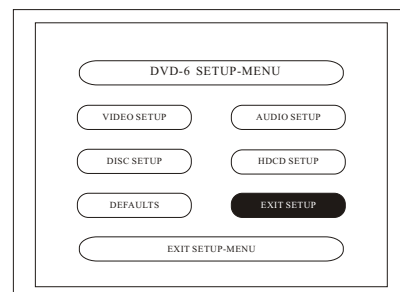 DVD-6 SETUP-MENU
VIDEO SETUP AUDIO SETUP
DISC SETUP HDCD SETUP
DEFAULTS EXIT SETUP
EXIT SETUP-MENU